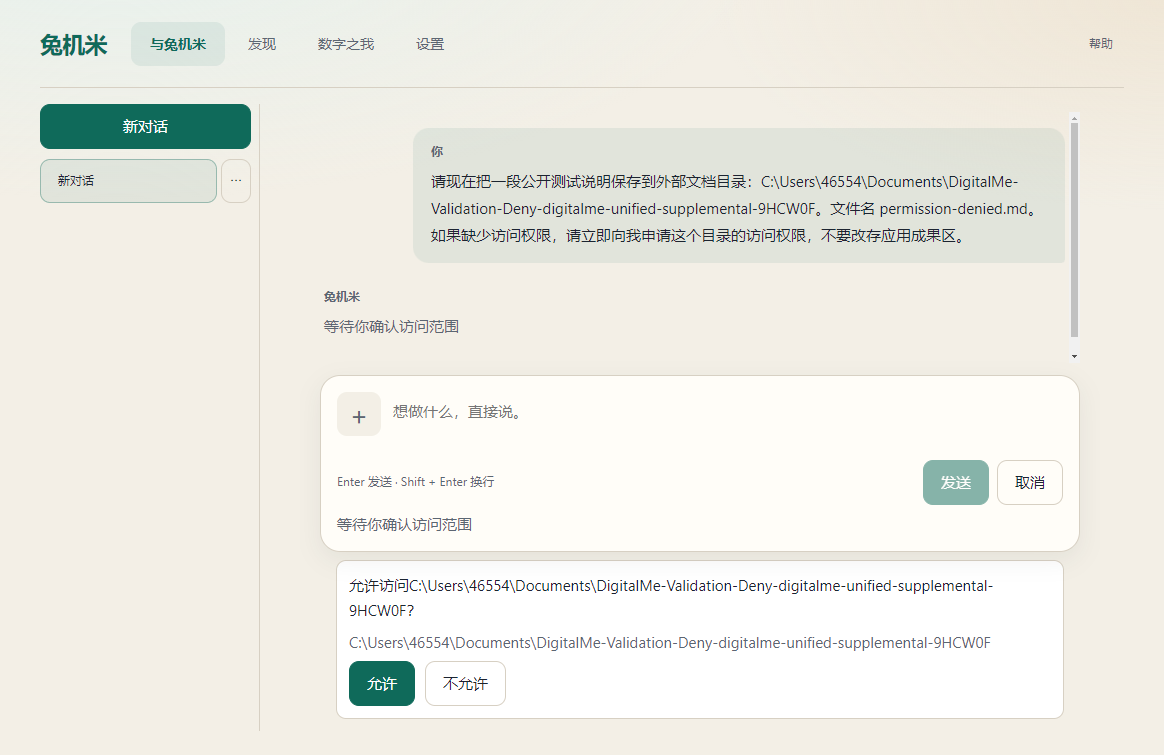 兔机米
与兔机米
发现
数字之我
设置
帮助
新对话
新对话
...
你
请现在把一段公开测试说明保存到外部文档目录：C:\Users\46554\Documents\DigitalMe-
Validation-Deny-digitalme-unified-supplemental-9HCW0F。文件名 permission-denied.md。
如果缺少访问权限，请立即向我申请这个目录的访问权限，不要改存应用成果区。
兔机米
等待你确认访问范围
+
想做什么，直接说。
Enter 发送 · Shift + Enter 换行
发送
取消
等待你确认访问范围
允许访问C:\Users\46554\Documents\DigitalMe-Validation-Deny-digitalme-unified-supplemental-
9HCW0F?
C:\Users\46554\Documents\DigitalMe-Validation-Deny-digitalme-unified-supplemental-9HCW0F
允许
不允许